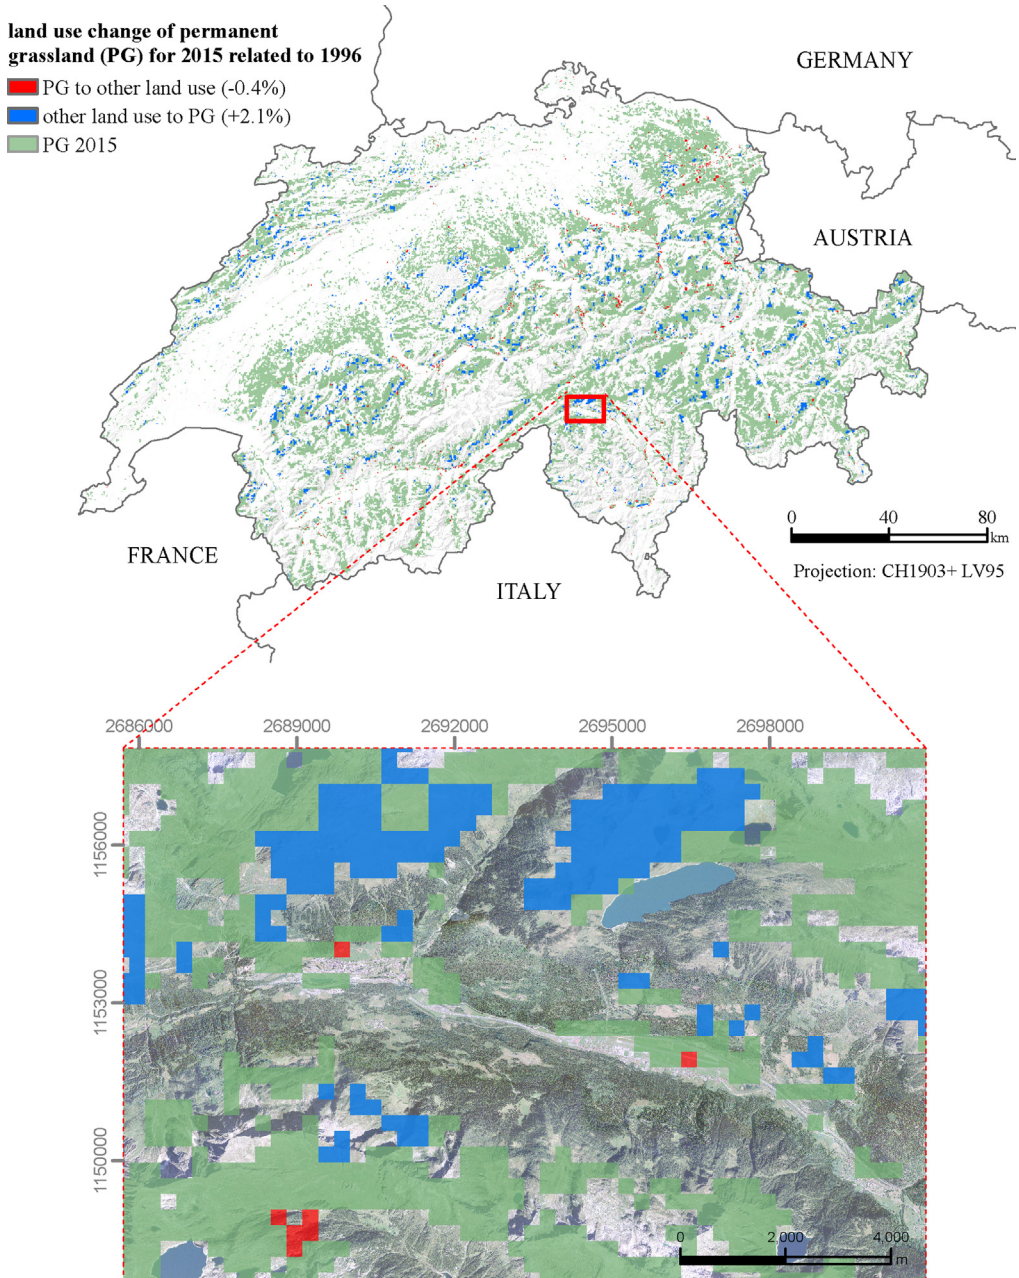 land use change of permanent
grassland (PG) for 2015 related to 1996
PG to other land use (-0.4%)
other land use to PG (+2.1%)
PG 2015
GERMANY
AUSTRIA
FRANCE
ITALY
0 40 80
km
Projection: CH1903+ LV95
2686000 2689000 2692000 2695000 2698000
1156000
1153000
1150000
0 2,000 4,000
m